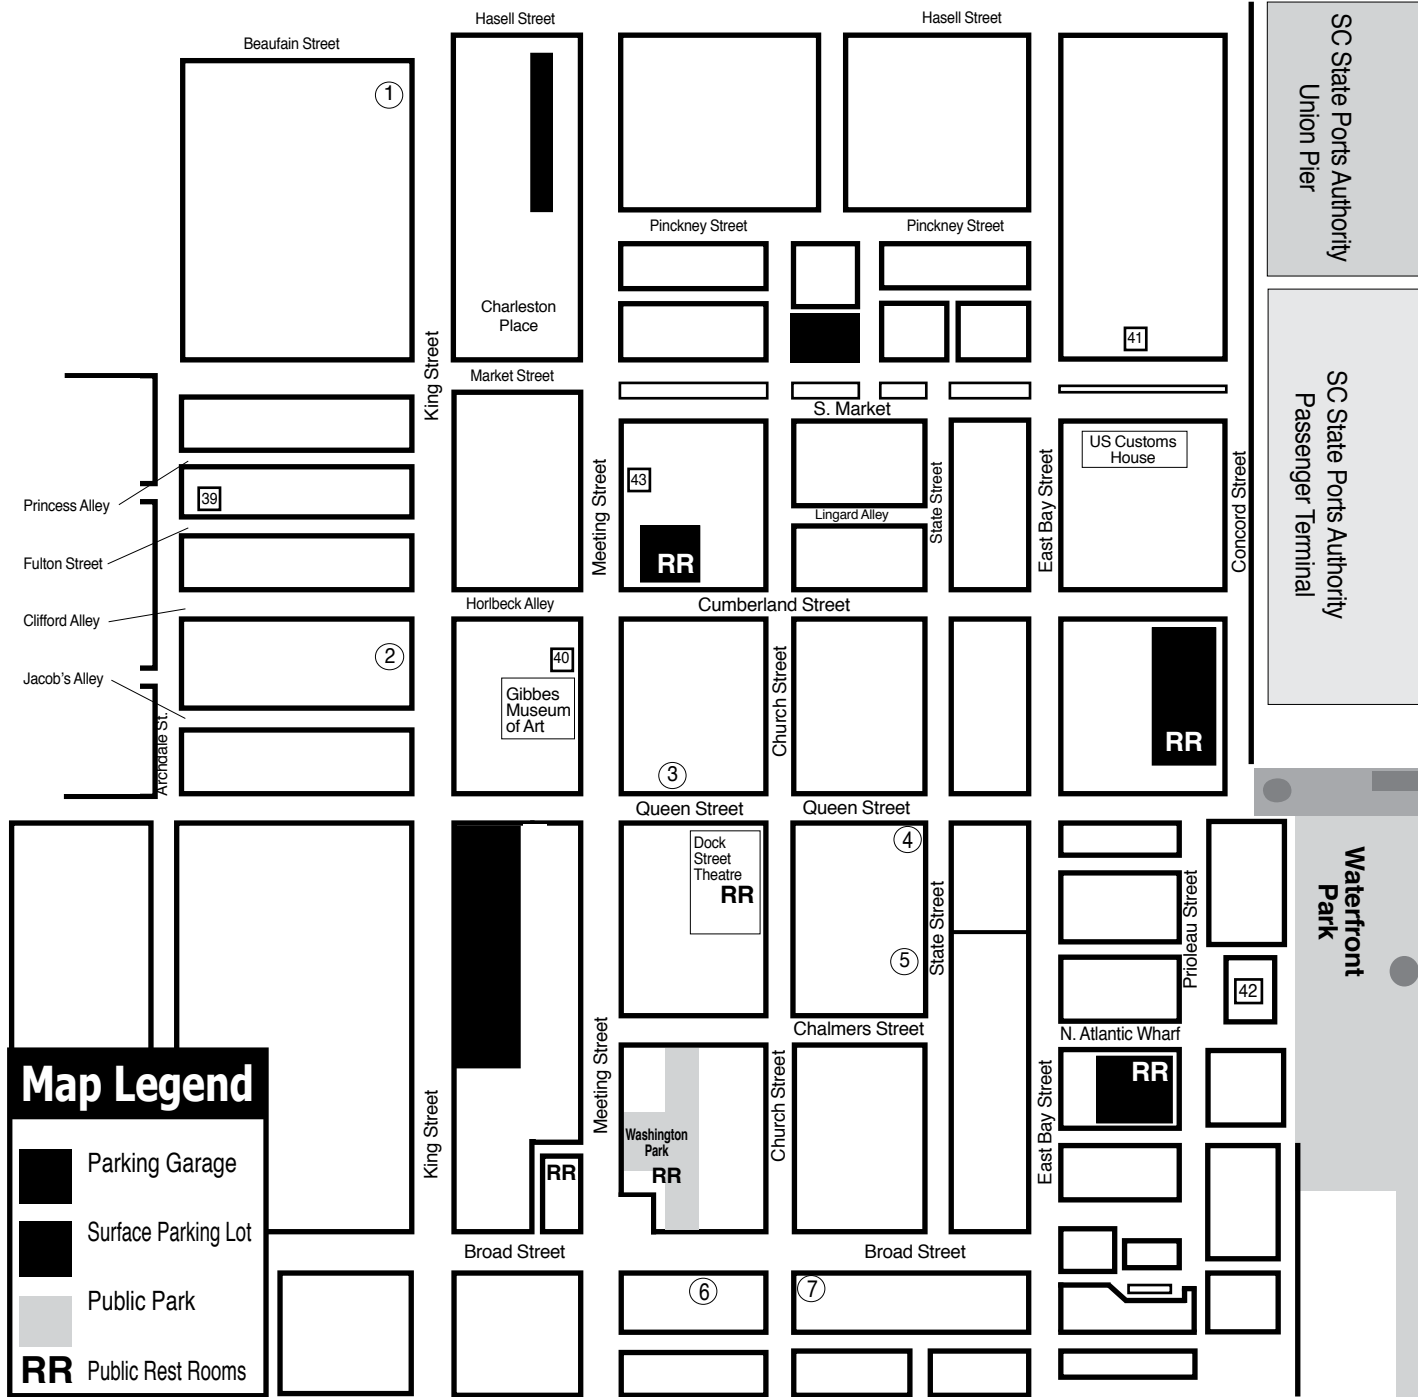 Hasell Street
Hasell Street
Beaufain Street
1
SC State Ports Authority
Union Pier
Pinckney Street
Pinckney Street
Charleston
Place
41
King Street
Market Street
S. Market
SC State Ports Authority
Passenger Terminal
US Customs
House
Princess Alley
39
43
Meeting Street
State Street
East Bay Street
Concord Street
Lingard Alley
Fulton Street
RR
Horlbeck Alley
Cumberland Street
Clifford Alley
2
40
Jacob's Alley
Gibbes
Museum
of Art
Church Street
RR
Archdale St.
3
Queen Street
Queen Street
Dock
Street
Theatre
RR
4
State Street
5
Prioleau Street
Waterfront
Park
42
Chalmers Street
N. Atlantic Wharf
Meeting Street
King Street
Church Street
East Bay Street
RR
Washington
Park
RR
RR
Map Legend
Parking Garage
Surface Parking Lot
Public Park
RR Public Rest Rooms
Broad Street
Broad Street
6
7